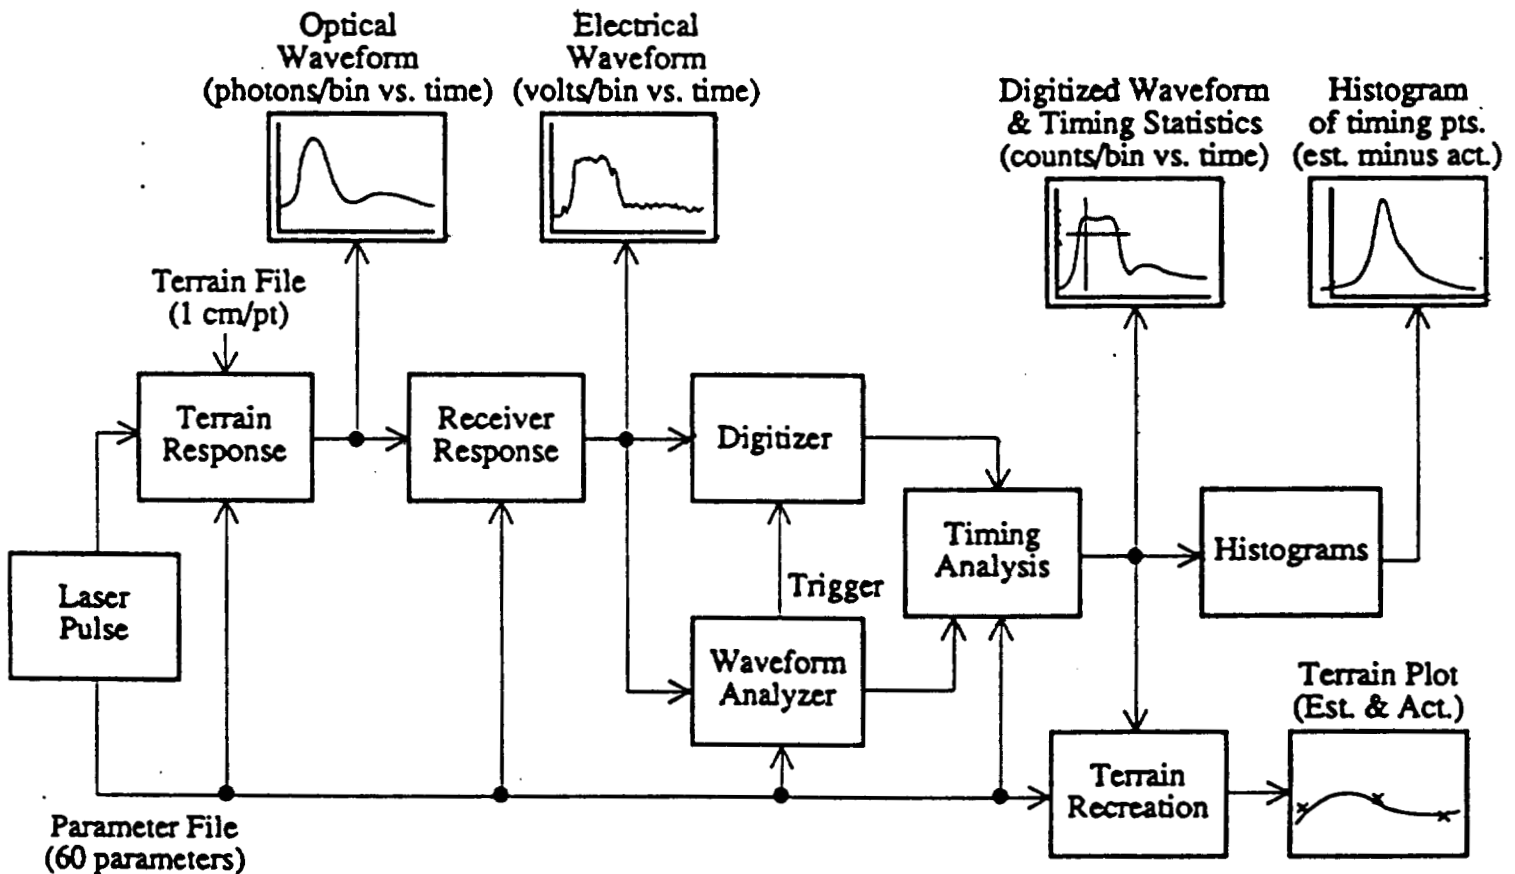 Optical
Waveform
(photons/bin vs. time)
Electrical
Waveform
(volts/bin vs. time)
Digitized Waveform
& Timing Statistics
(counts/bin vs. time)
Histogram
of timing pts.
(est. minus act.)
Terrain File
(1 cm/pt)
Terrain
Response
Receiver
Response
Digitizer
Timing
Analysis
Histograms
Laser
Pulse
Trigger
Waveform
Analyzer
Terrain Plot
(Est. & Act.)
Terrain
Recreation
Parameter File
(60 parameters)